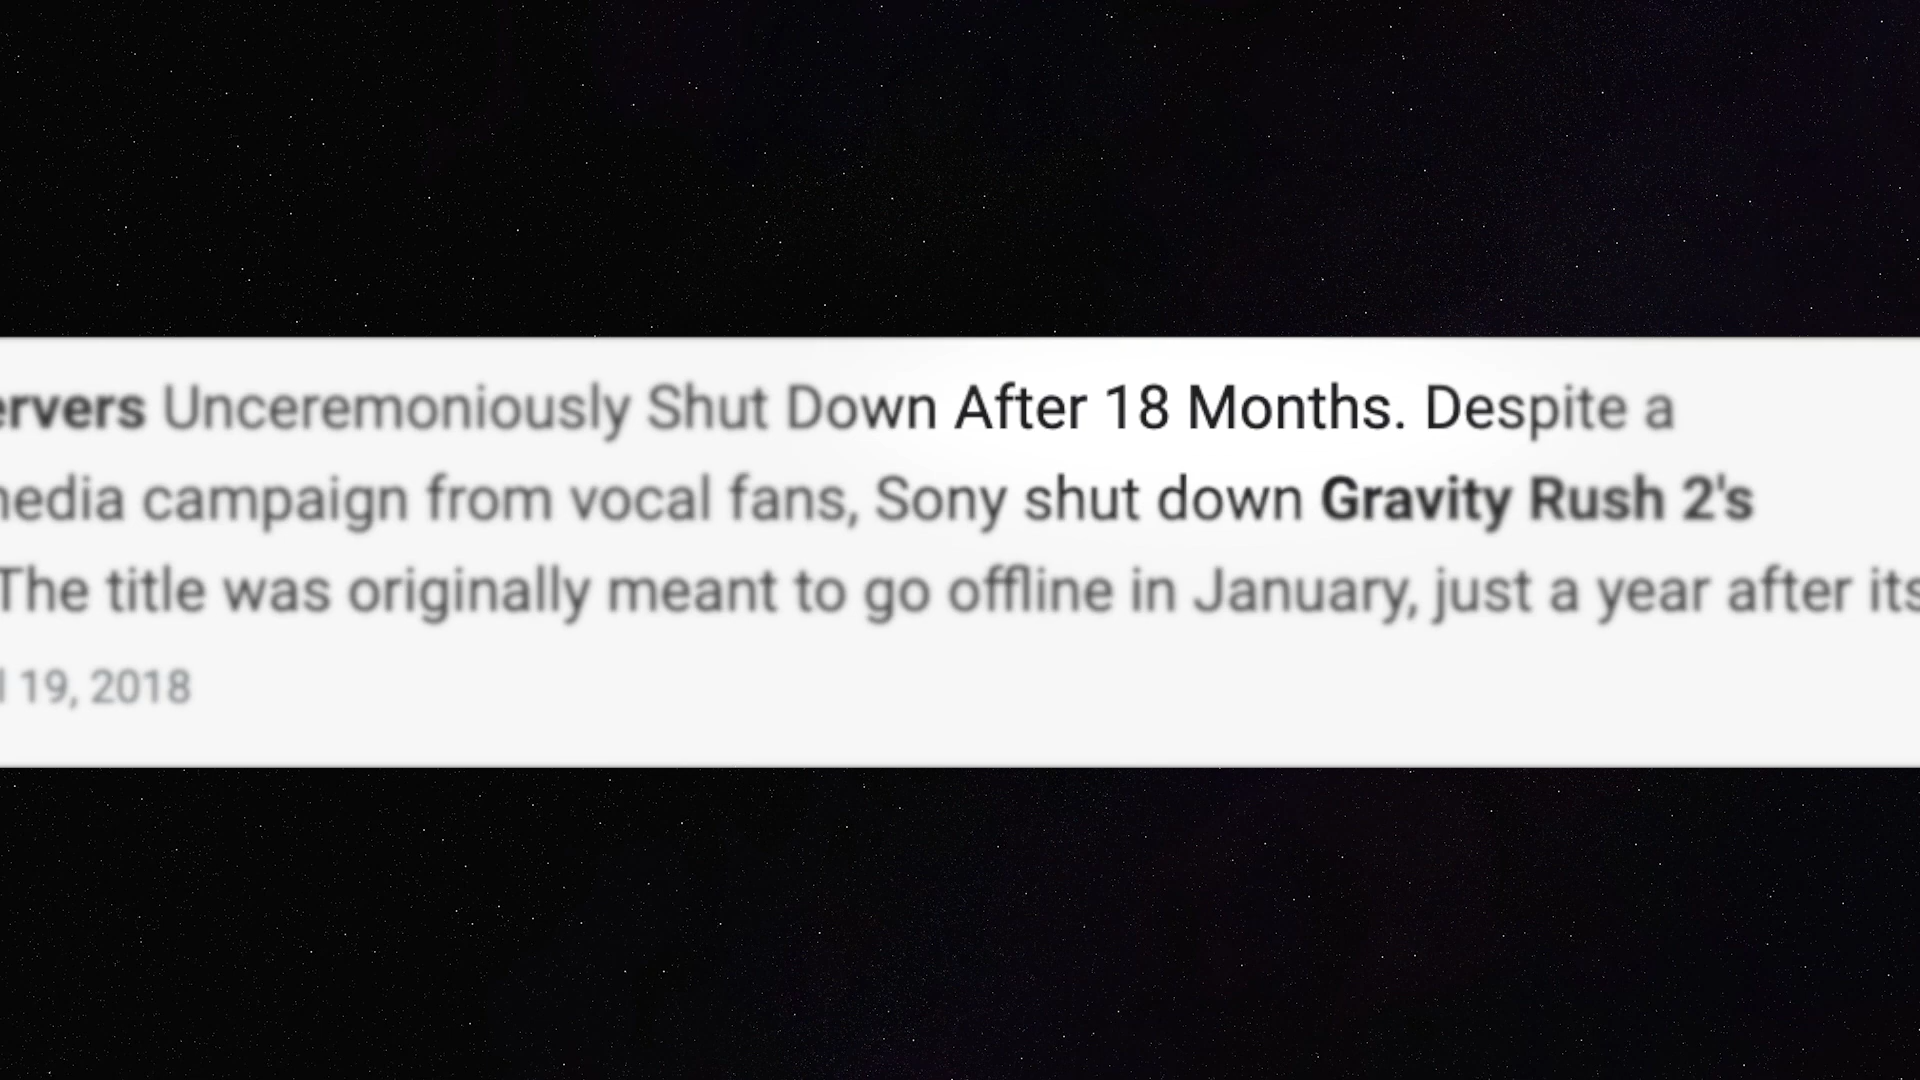 ervers Unceremoniously Shut Down After 18 Months. Despite a
nedia campaign from vocal fans, Sony shut down Gravity Rush 2's
The title was originally meant to go offline in January, just a year after its
l 19, 2018